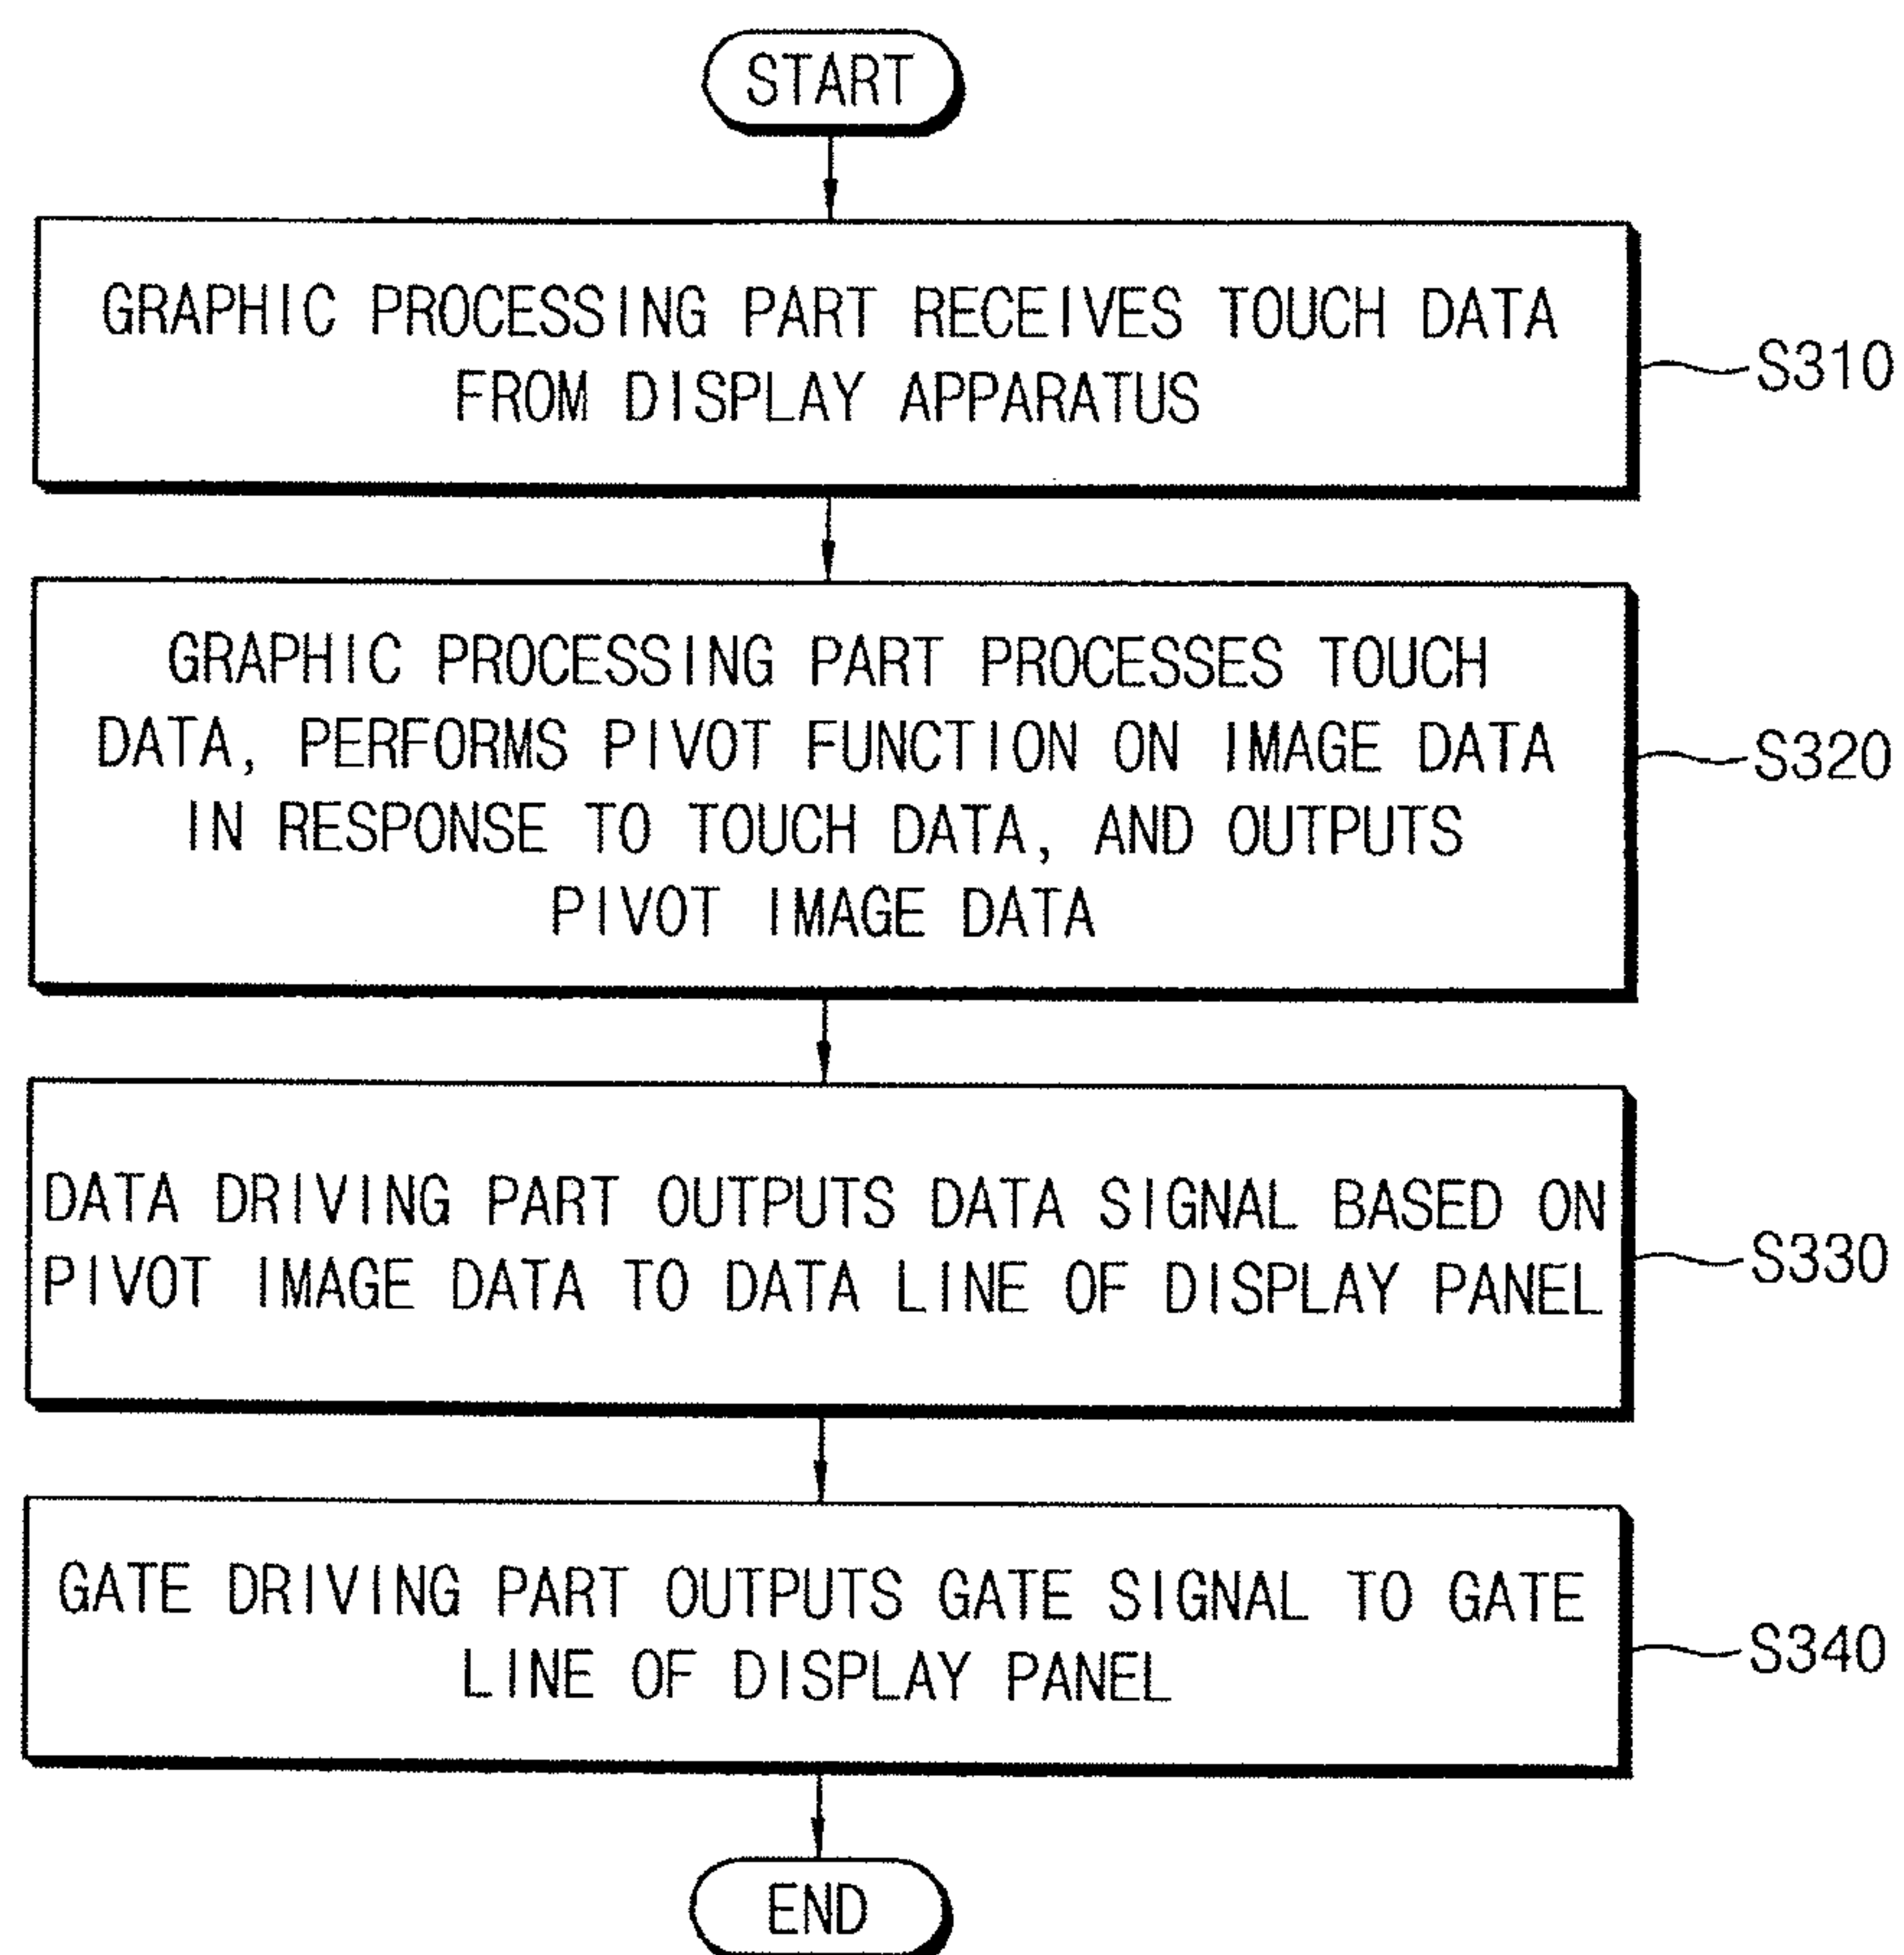 START
GRAPHIC PROCESSING PART RECEIVES TOUCH DATA
FROM DISPLAY APPARATUS
S310
GRAPHIC PROCESSING PART PROCESSES TOUCH
DATA, PERFORMS PIVOT FUNCTION ON IMAGE DATA
IN RESPONSE TO TOUCH DATA, AND OUTPUTS
PIVOT IMAGE DATA
S320
DATA DRIVING PART OUTPUTS DATA SIGNAL BASED ON
PIVOT IMAGE DATA TO DATA LINE OF DISPLAY PANEL
S330
GATE DRIVING PART OUTPUTS GATE SIGNAL TO GATE
LINE OF DISPLAY PANEL
S340
END